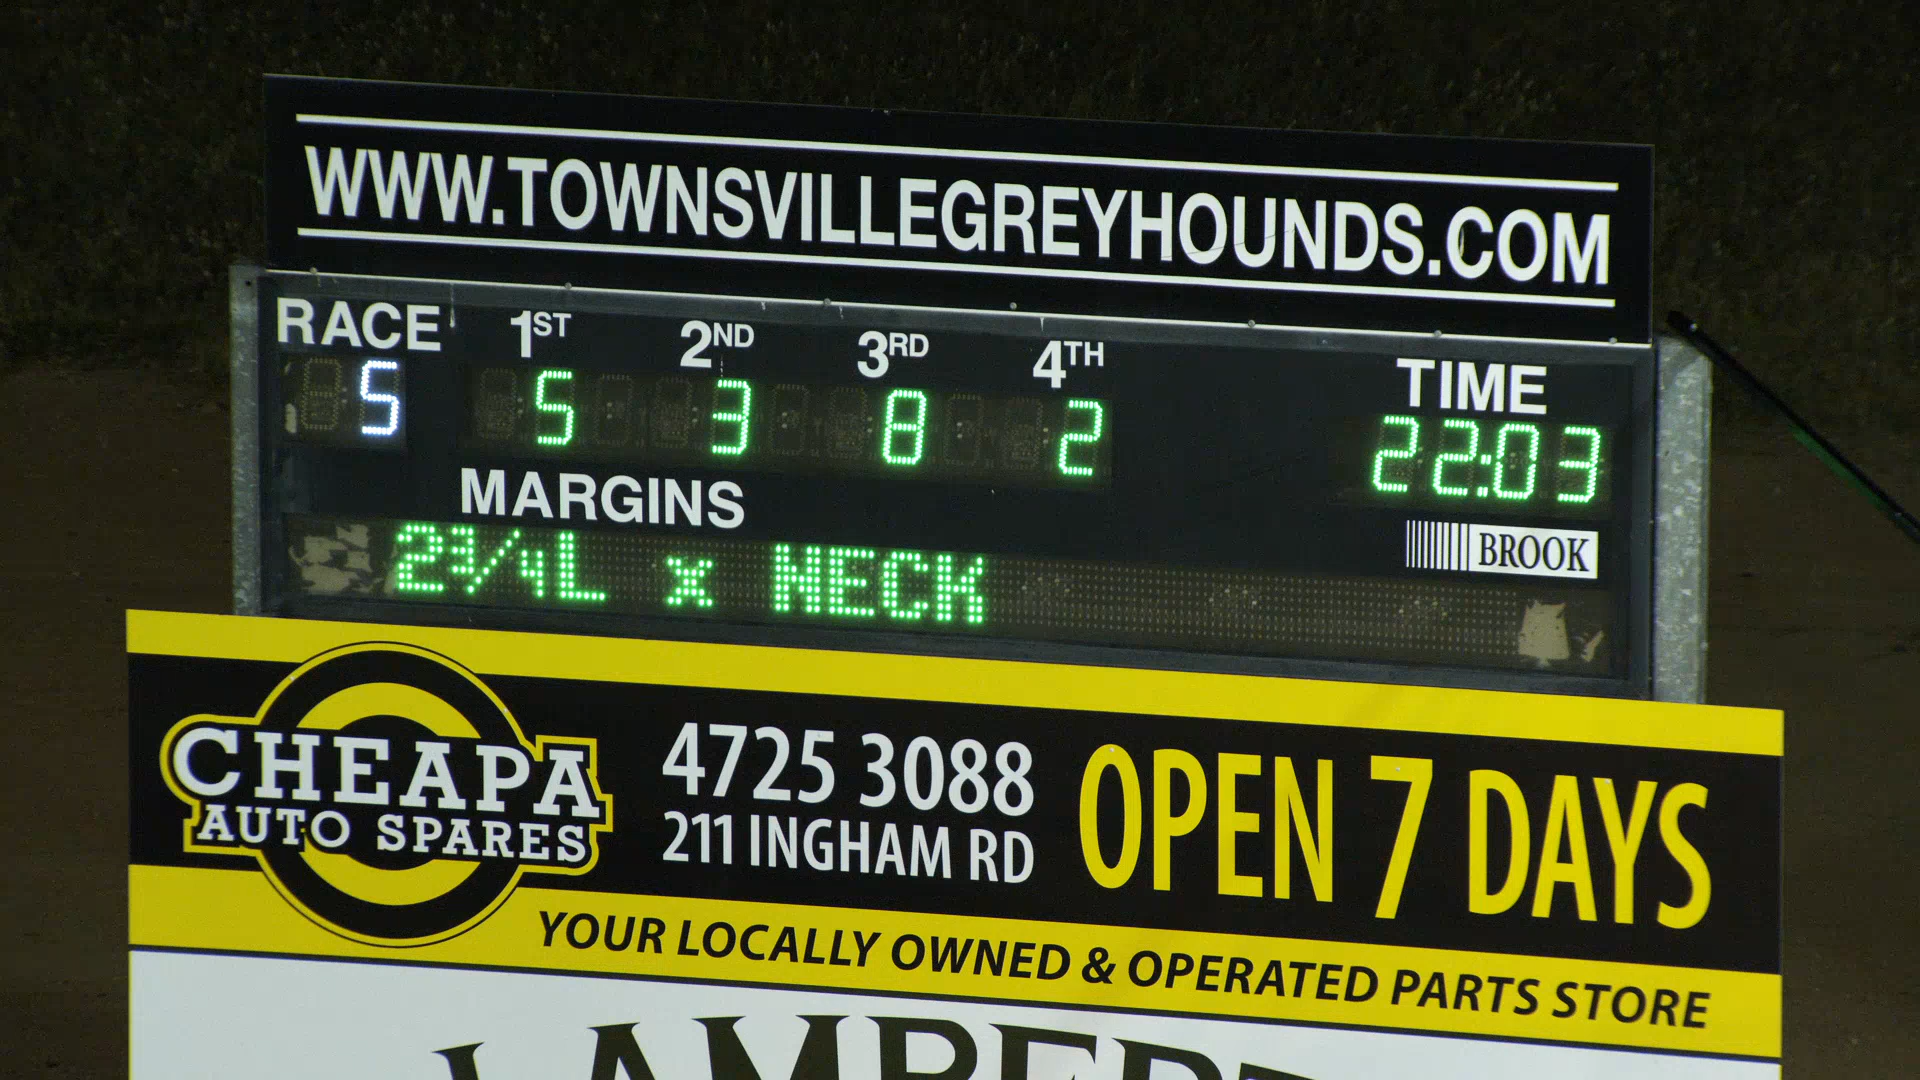 WWW.TOWNSVILLEGREYHOUNDS.COM
RACE 1ST 2ND 3RD 4TH TIME
5 5 3 8 2 22:03
MARGINS
BROOK
2¾L x NECK
CHEAPA
AUTO SPARES
4725 3088
211 INGHAM RD
OPEN 7 DAYS
YOUR LOCALLY OWNED & OPERATED PARTS STORE